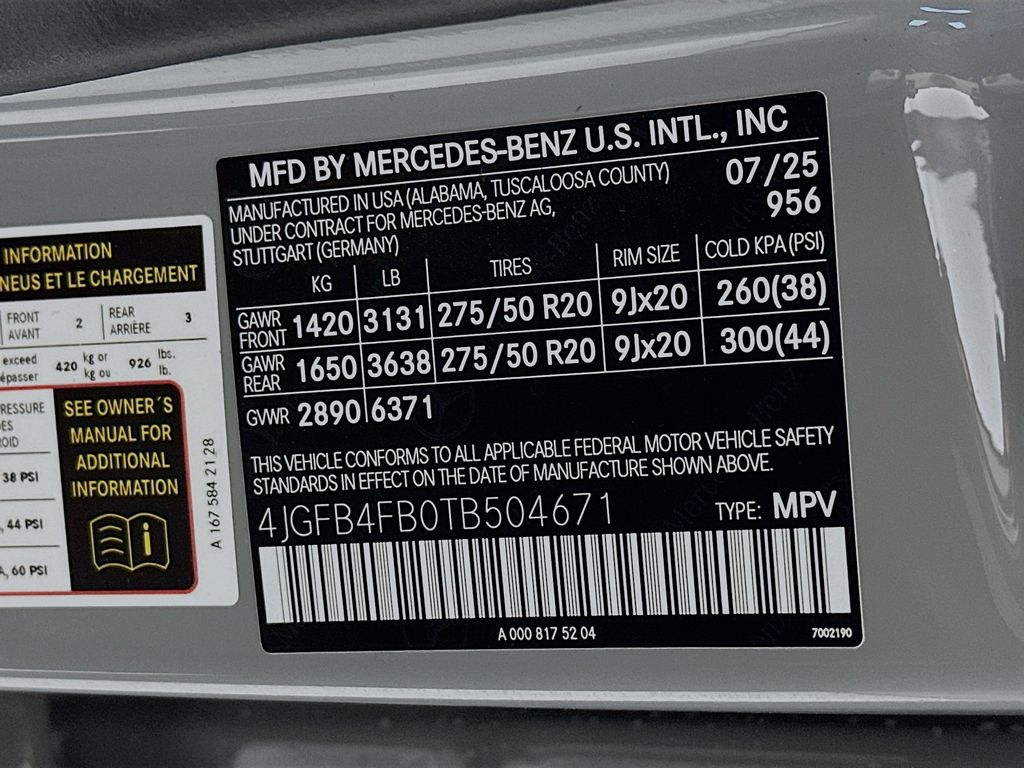 MFD BY MERCEDES-BENZ U.S. INTL., INC
MANUFACTURED IN USA (ALABAMA, TUSCALOOSA COUNTY) 07/25
UNDER CONTRACT FOR MERCEDES-BENZ AG, 956
STUTTGART (GERMANY)
KG LB TIRES RIM SIZE COLD KPA (PSI)
GAWR FRONT 1420 3131 275/50 R20 9Jx20 260(38)
GAWR REAR 1650 3638 275/50 R20 9Jx20 300(44)
GVWR 2890 6371
THIS VEHICLE CONFORMS TO ALL APPLICABLE FEDERAL MOTOR VEHICLE SAFETY
STANDARDS IN EFFECT ON THE DATE OF MANUFACTURE SHOWN ABOVE.
4JGFB4FB0TB504671 TYPE: MPV
A 000 817 52 04 7002190
INFORMATION
NEUS ET LE CHARGEMENT
FRONT AVANT 2 REAR ARRIÈRE 3
exceed 420 kg or 926 lbs.
épasser kg ou lb.
RESSURE
DES
ROID
38 PSI
, 44 PSI
A, 60 PSI
SEE OWNER´S
MANUAL FOR
ADDITIONAL
INFORMATION
A 167 584 21 28